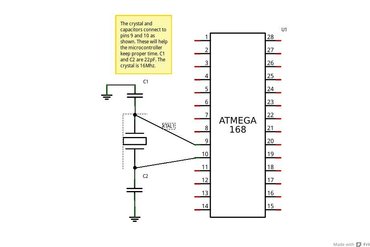 The crystal and
capacitors connect to
pins 9 and 10 as
shown. These will help
the microcontroller
keep proper time. C1
and C2 are 22pF. The
crystal is 16Mhz.
U1
C1
C2
ATMEGA
168
1
2
3
4
5
6
7
8
9
10
11
12
13
14
28
27
26
25
24
23
22
21
20
19
18
17
16
15
Made with